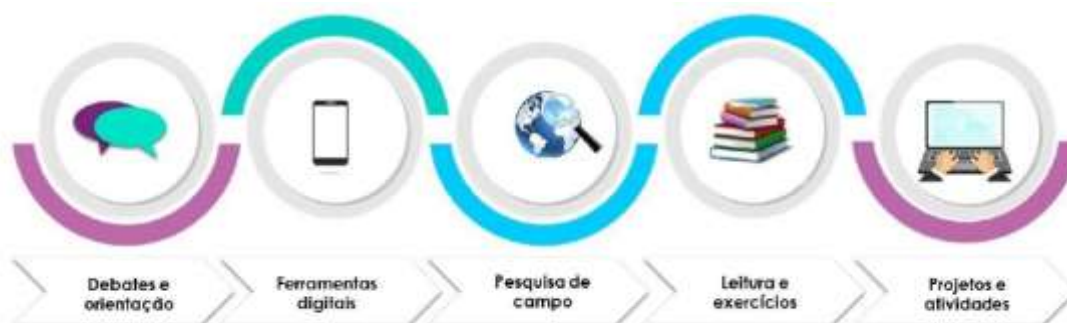 Debates e
orientação
Ferramentas
digitais
Pesquisa de
campo
Leitura e
exercícios
Projetos e
atividades